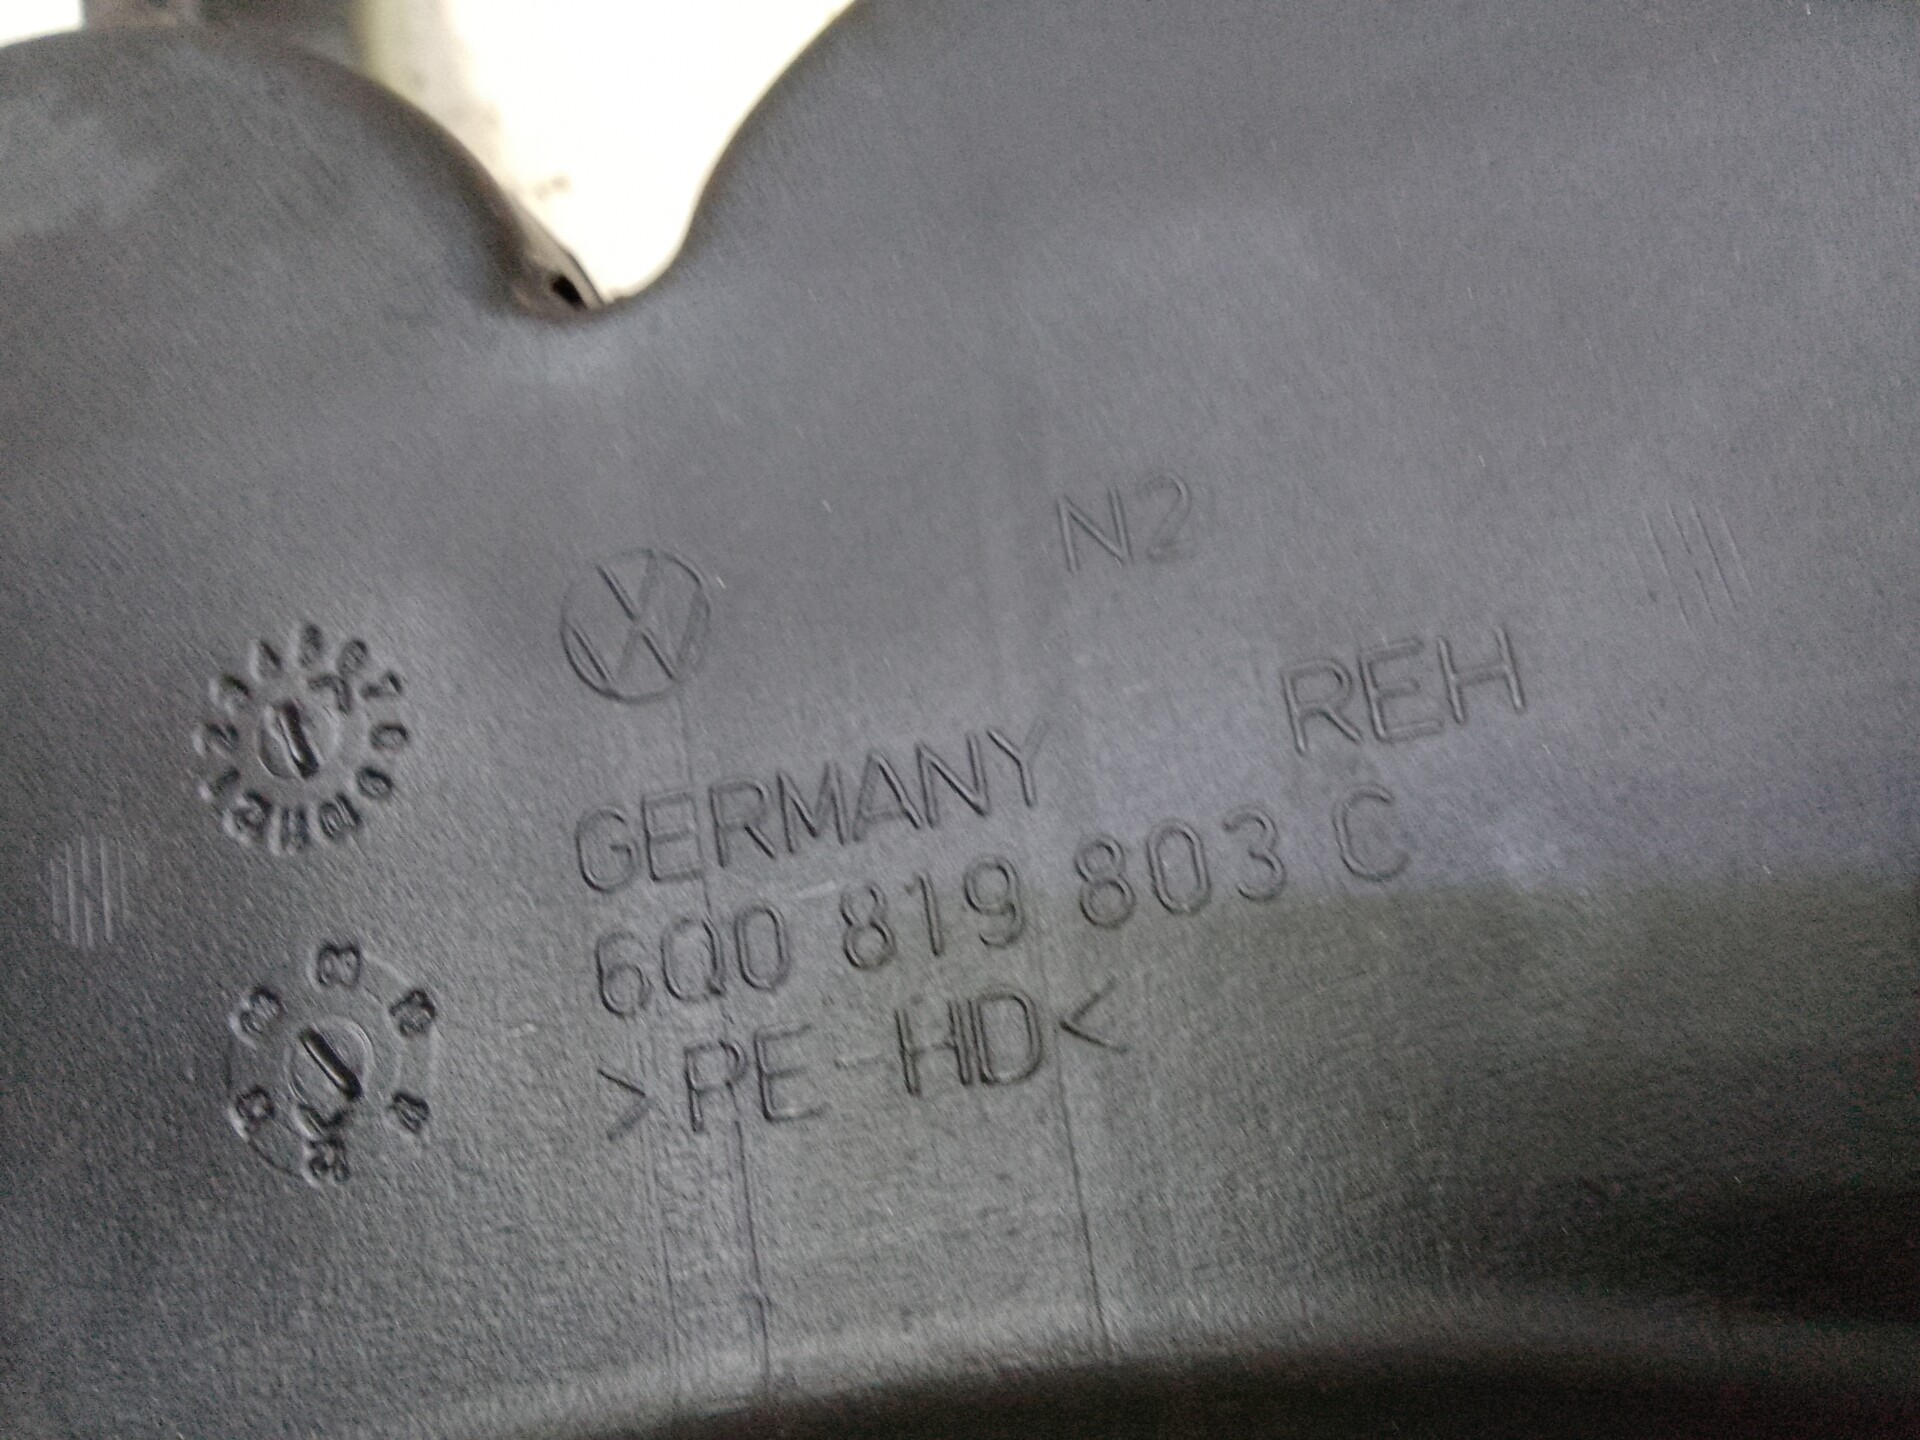 N2
REH
GERMANY
6Q0 819 803 C
>PE-HD<